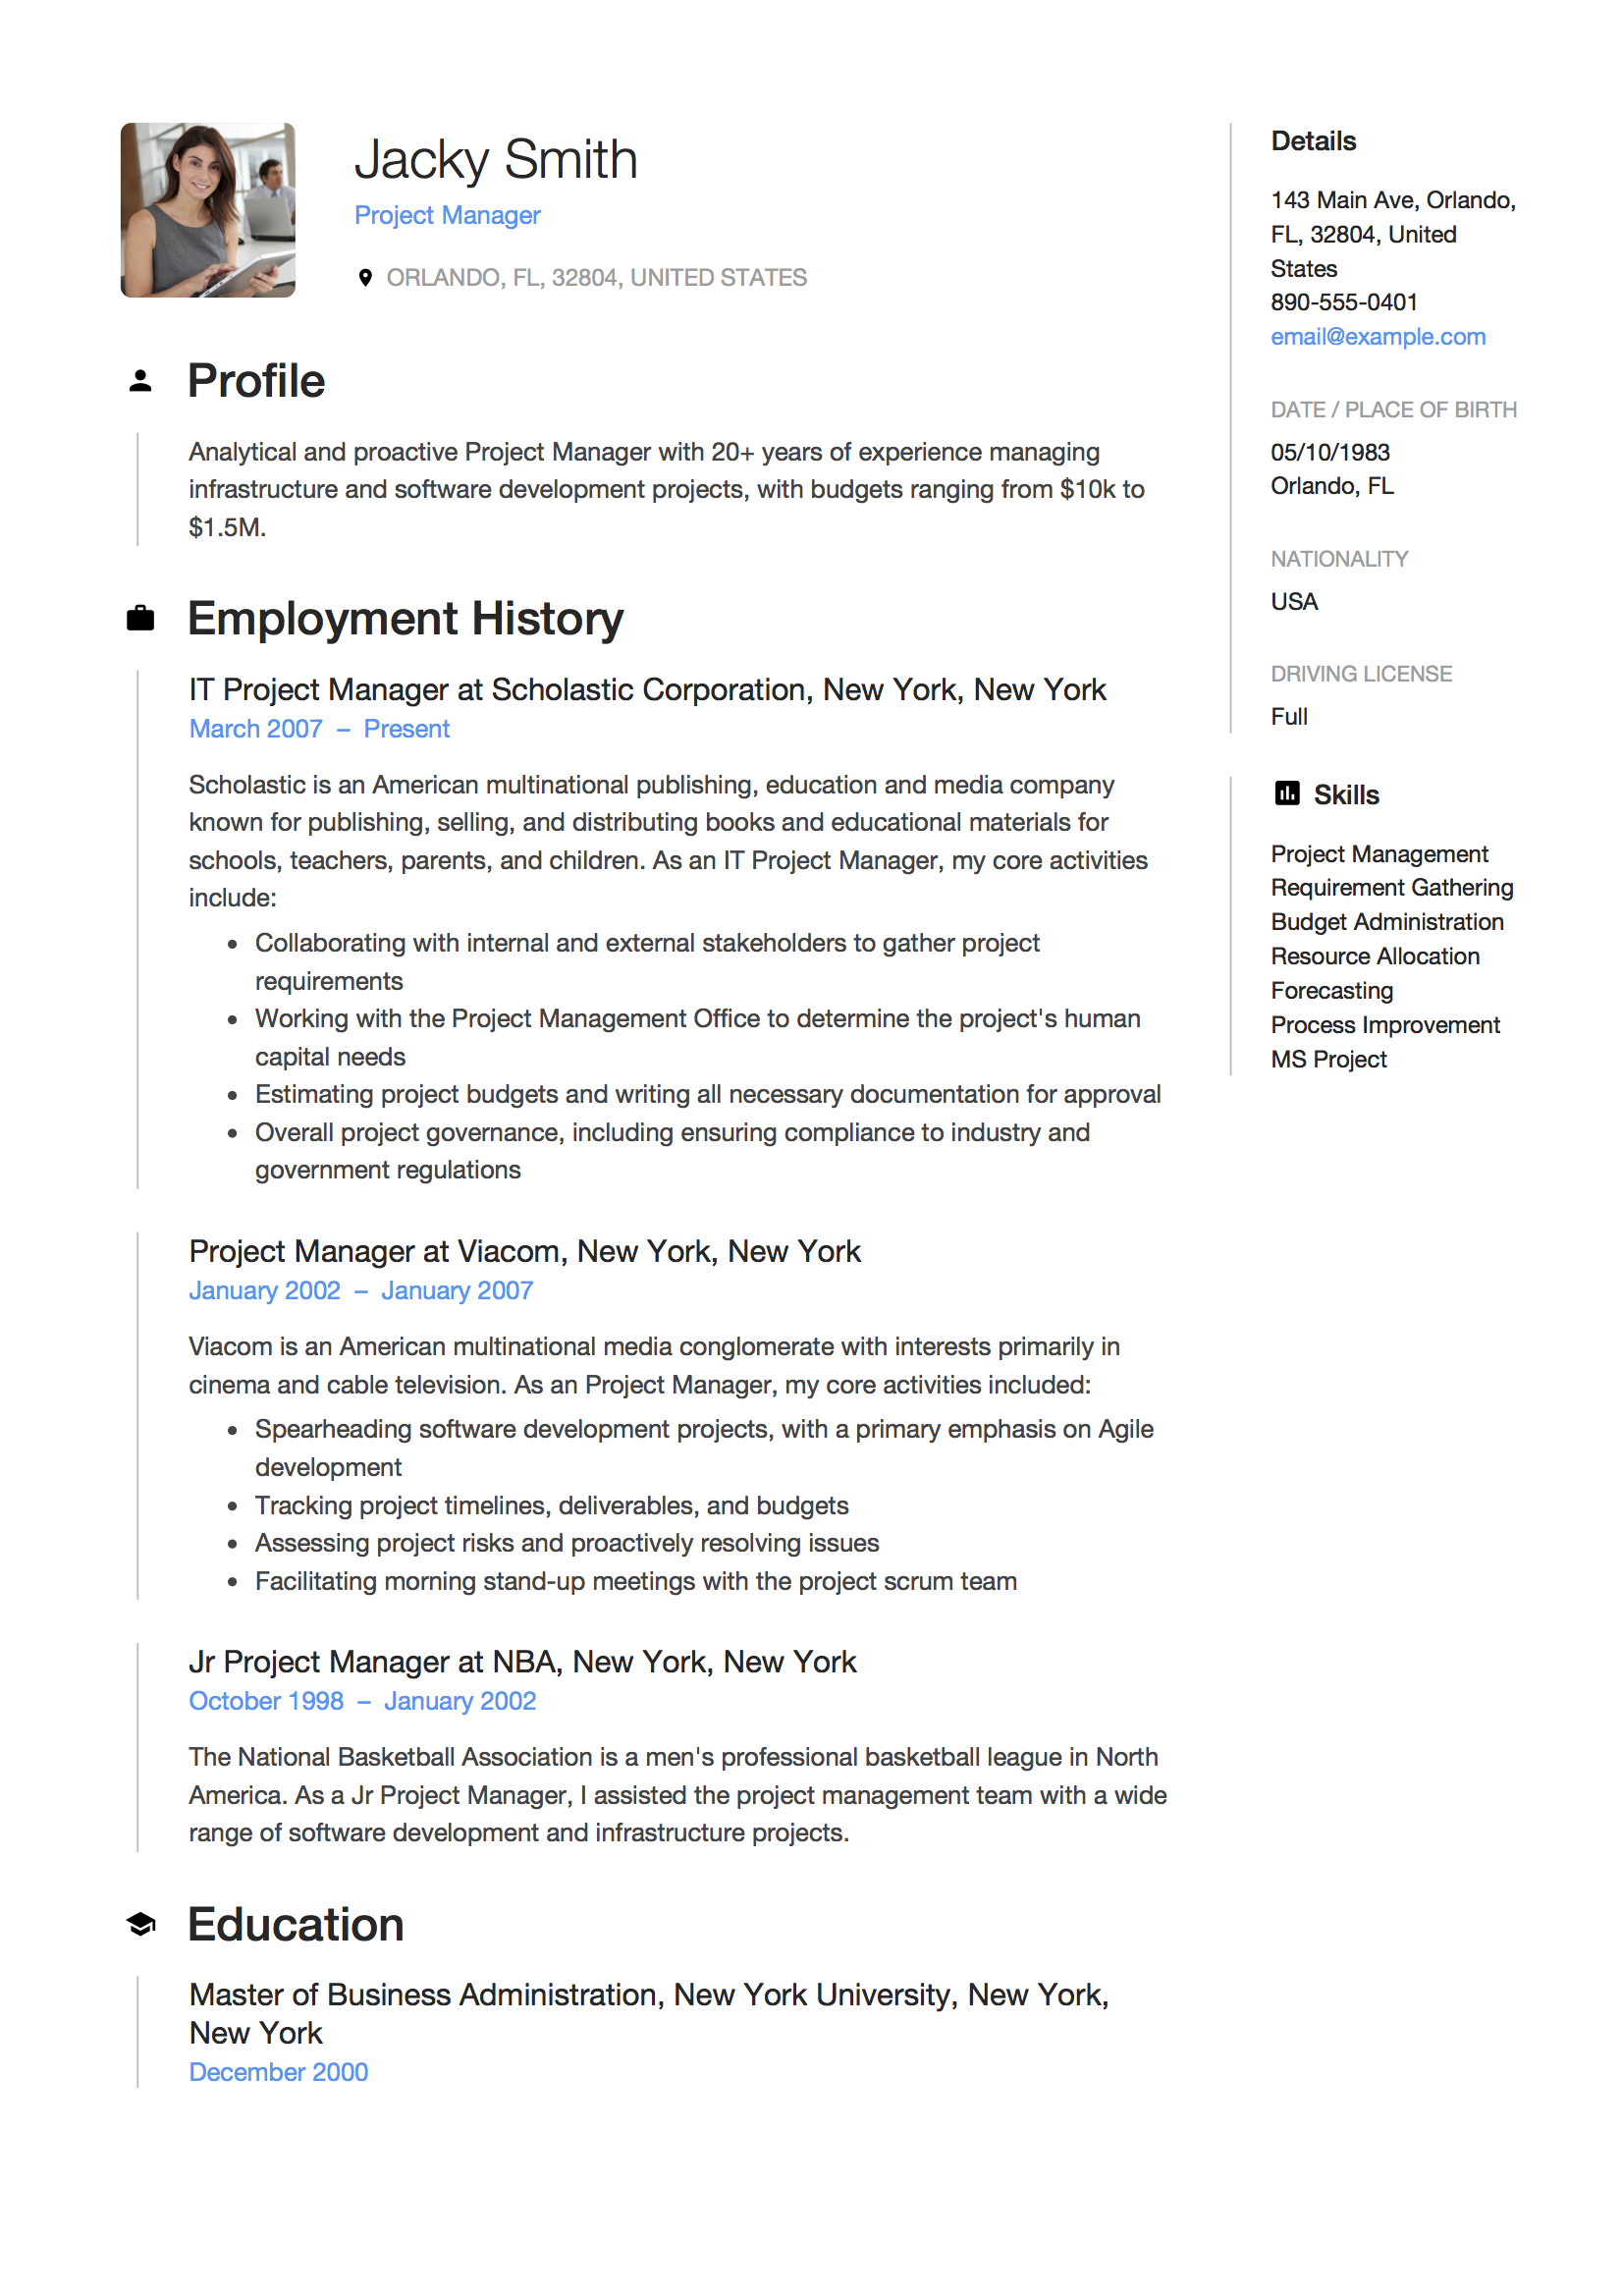 Jacky Smith
Project Manager
ORLANDO, FL, 32804, UNITED STATES
Profile
Analytical and proactive Project Manager with 20+ years of experience managing
infrastructure and software development projects, with budgets ranging from $10k to
$1.5M.
Employment History
IT Project Manager at Scholastic Corporation, New York, New York
March 2007 – Present
Scholastic is an American multinational publishing, education and media company
known for publishing, selling, and distributing books and educational materials for
schools, teachers, parents, and children. As an IT Project Manager, my core activities
include:
• Collaborating with internal and external stakeholders to gather project
requirements
• Working with the Project Management Office to determine the project's human
capital needs
• Estimating project budgets and writing all necessary documentation for approval
• Overall project governance, including ensuring compliance to industry and
government regulations
Project Manager at Viacom, New York, New York
January 2002 – January 2007
Viacom is an American multinational media conglomerate with interests primarily in
cinema and cable television. As an Project Manager, my core activities included:
• Spearheading software development projects, with a primary emphasis on Agile
development
• Tracking project timelines, deliverables, and budgets
• Assessing project risks and proactively resolving issues
• Facilitating morning stand-up meetings with the project scrum team
Jr Project Manager at NBA, New York, New York
October 1998 – January 2002
The National Basketball Association is a men's professional basketball league in North
America. As a Jr Project Manager, I assisted the project management team with a wide
range of software development and infrastructure projects.
Education
Master of Business Administration, New York University, New York,
New York
December 2000
Details
143 Main Ave, Orlando,
FL, 32804, United
States
890-555-0401
email@example.com
DATE / PLACE OF BIRTH
05/10/1983
Orlando, FL
NATIONALITY
USA
DRIVING LICENSE
Full
Skills
Project Management
Requirement Gathering
Budget Administration
Resource Allocation
Forecasting
Process Improvement
MS Project